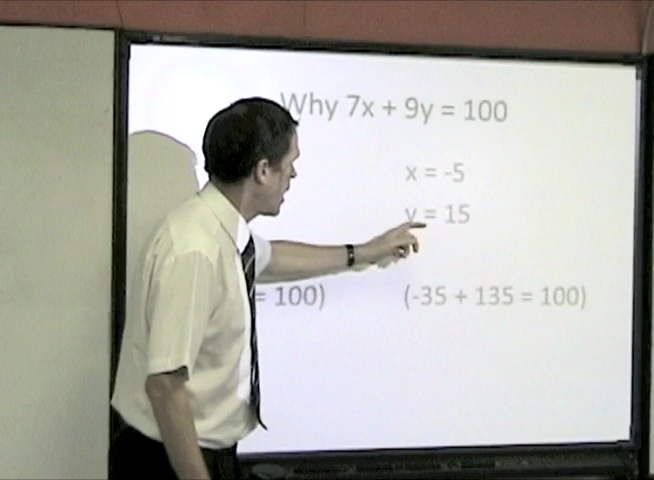 Why 7x + 9y = 100
x = -5
y = 15
= 100) (-35 + 135 = 100)